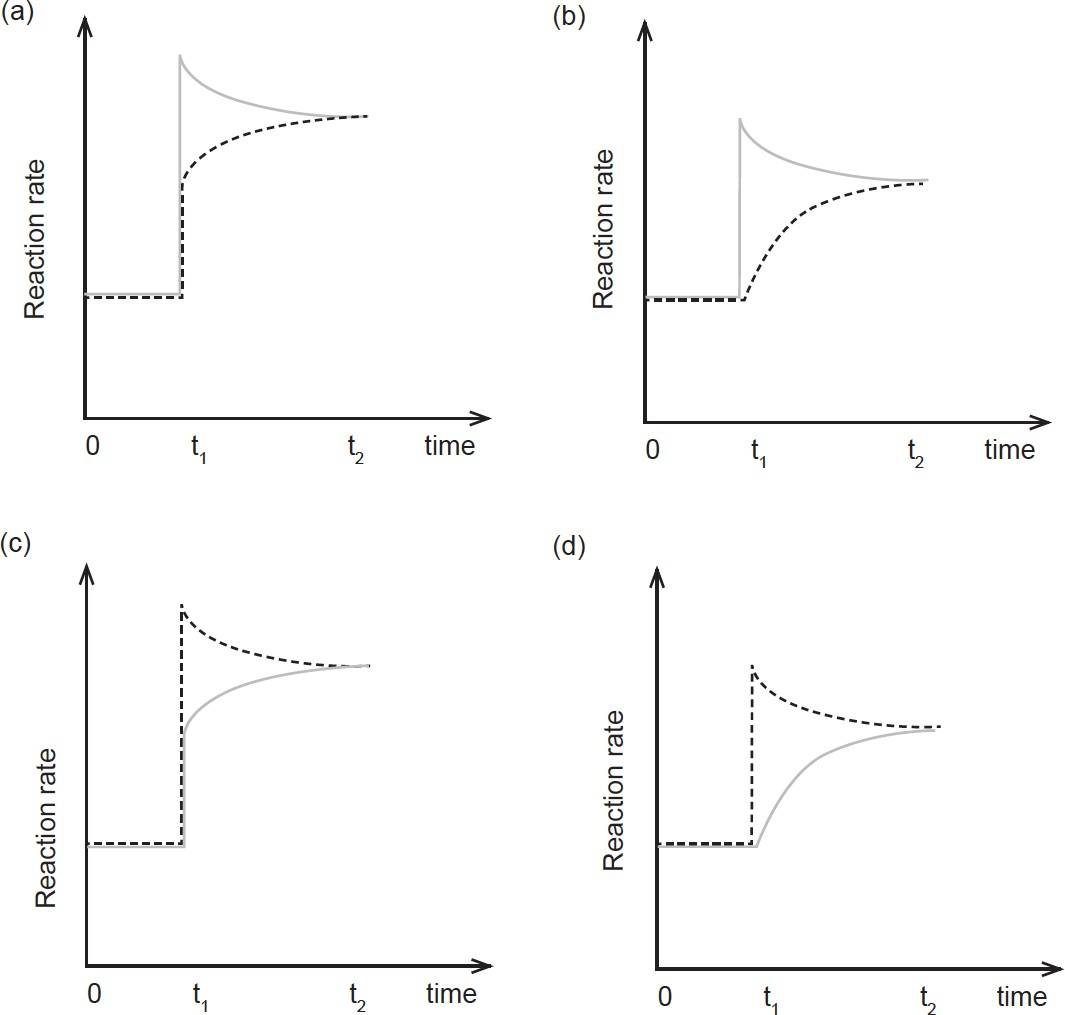 (a)
Reaction rate
0 t₁ t₂ time
(b)
Reaction rate
0 t₁ t₂ time
(c)
Reaction rate
0 t₁ t₂ time
(d)
Reaction rate
0 t₁ t₂ time